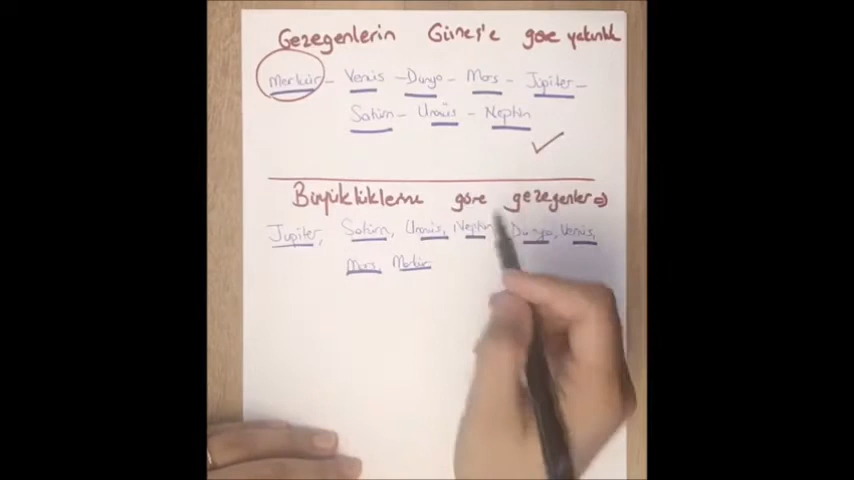 Gezegenlerin Güneş'e göre yakınlık
Merkür - Venüs - Dünya - Mars - Jüpiter -
Satürn - Uranüs - Neptün
Büyüklüklerine göre gezegenler ⇒
Jupiter, Satürn, Uranüs, Neptün, Dünya, Venüs,
Mars, Merkür